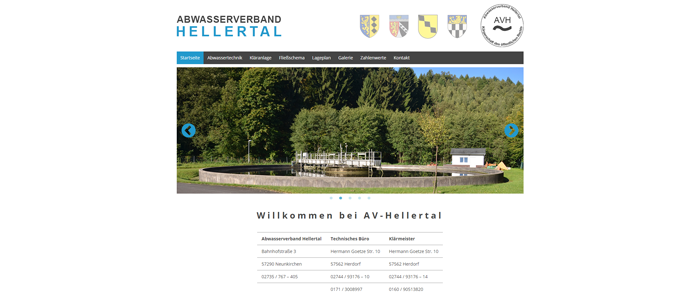 ABWASSERVERBAND
HELLERTAL
AVH
Startseite Abwassertechnik Kläranlage Fließschema Lageplan Galerie Zahlenwerte Kontakt
Willkommen bei AV-Hellertal
Abwasserverband Hellertal Technisches Büro Klärmeister
Bahnhofstraße 3 Hermann Goetze Str. 10 Hermann Goetze Str. 10
57290 Neunkirchen 57562 Herdorf 57562 Herdorf
02735 / 767 – 405 02744 / 93176 – 10 02744 / 93176 – 14
0171 / 3008997 0160 / 90513820